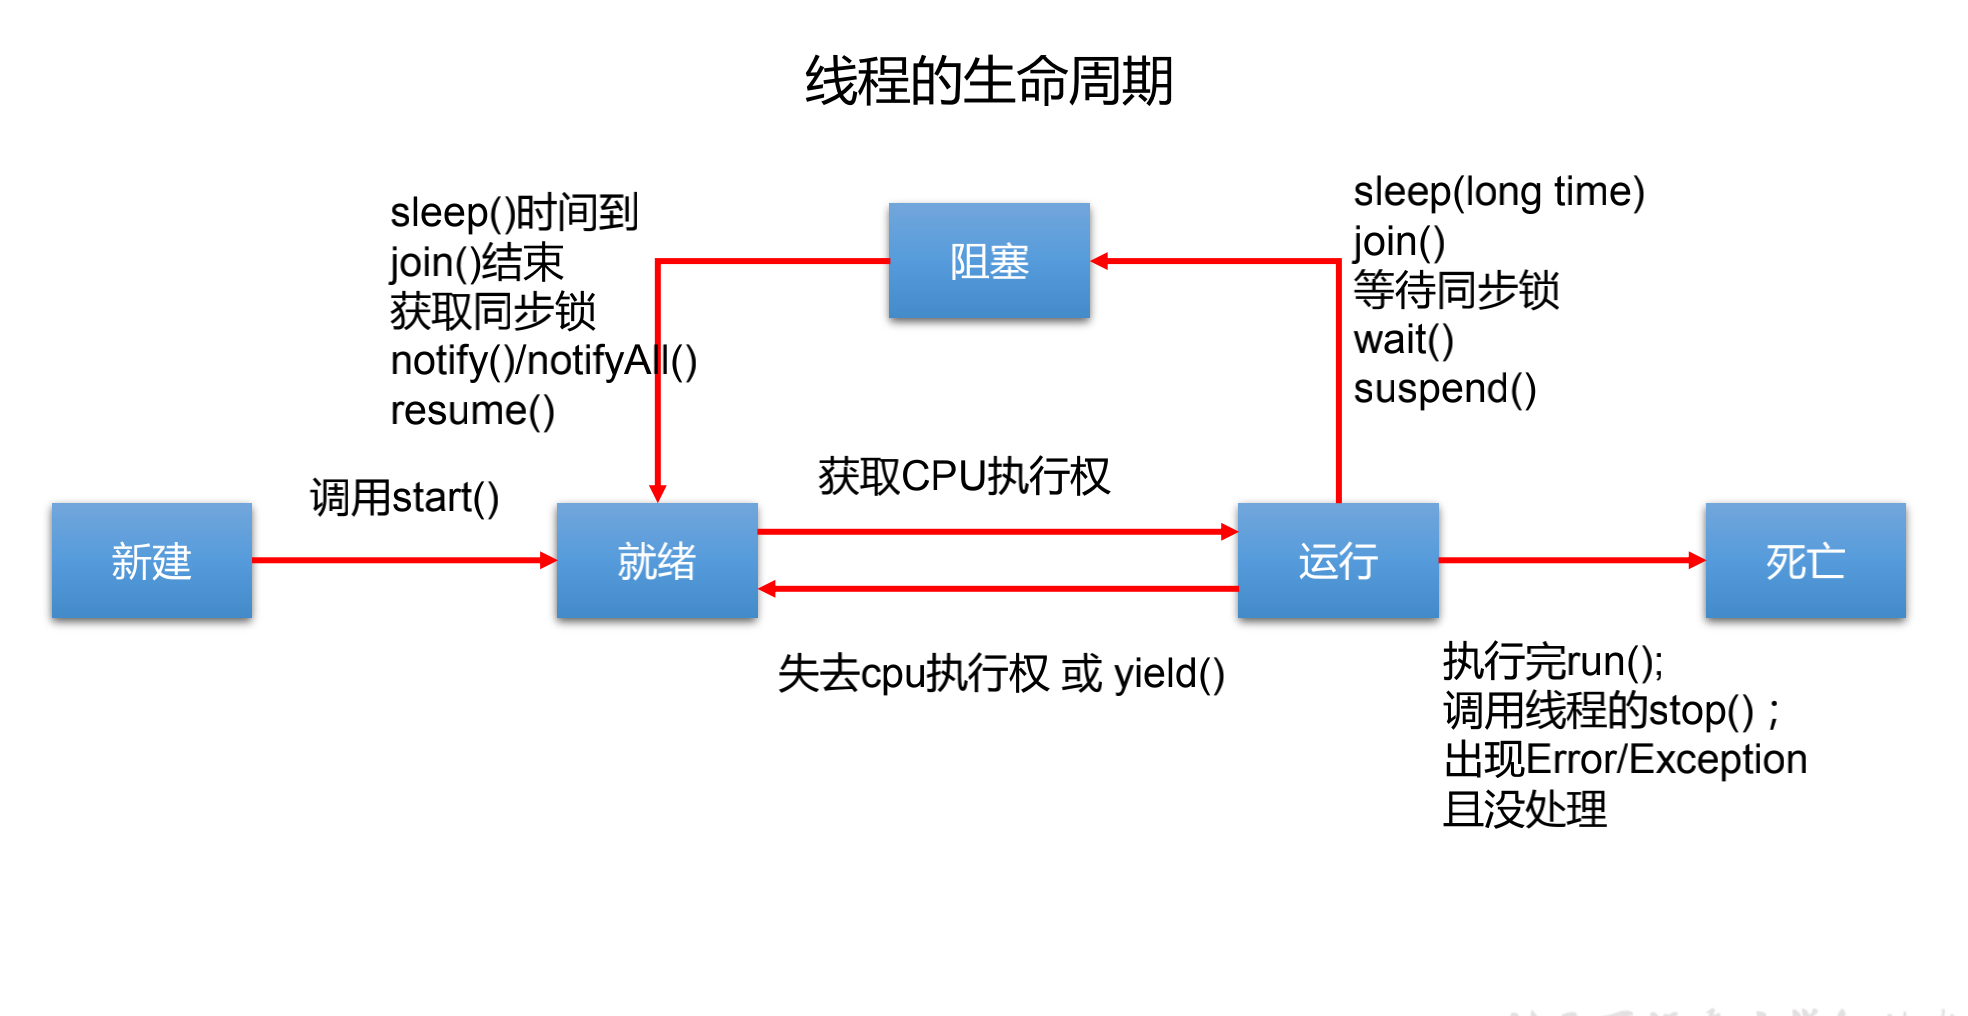 线程的生命周期
sleep()时间到
join()结束
获取同步锁
notify()/notifyAll()
resume()
阻塞
sleep(long time)
join()
等待同步锁
wait()
suspend()
调用start()
获取CPU执行权
新建
就绪
运行
死亡
失去cpu执行权 或 yield()
执行完run();
调用线程的stop()；
出现Error/Exception
且没处理